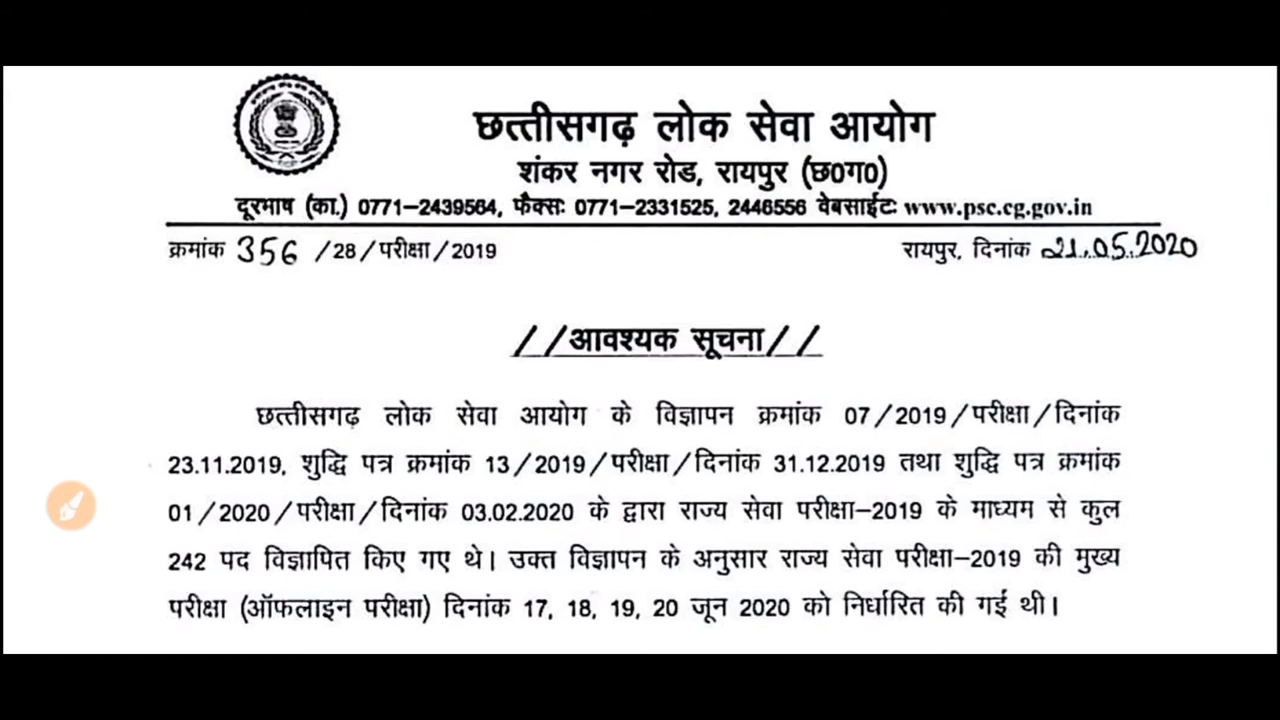 छत्तीसगढ़ लोक सेवा आयोग
शंकर नगर रोड, रायपुर (छ0ग0)
दूरभाष (का.) 0771-2439564, फैक्सः 0771-2331525, 2446556 वेबसाईटः www.psc.cg.gov.in
क्रमांक 356 /28/परीक्षा/2019 रायपुर, दिनांक 21.05.2020
//आवश्यक सूचना//
छत्तीसगढ़ लोक सेवा आयोग के विज्ञापन क्रमांक 07/2019/परीक्षा/दिनांक
23.11.2019, शुद्धि पत्र क्रमांक 13/2019/परीक्षा/दिनांक 31.12.2019 तथा शुद्धि पत्र क्रमांक
01/2020/परीक्षा/दिनांक 03.02.2020 के द्वारा राज्य सेवा परीक्षा-2019 के माध्यम से कुल
242 पद विज्ञापित किए गए थे। उक्त विज्ञापन के अनुसार राज्य सेवा परीक्षा-2019 की मुख्य
परीक्षा (ऑफलाइन परीक्षा) दिनांक 17, 18, 19, 20 जून 2020 को निर्धारित की गई थी।